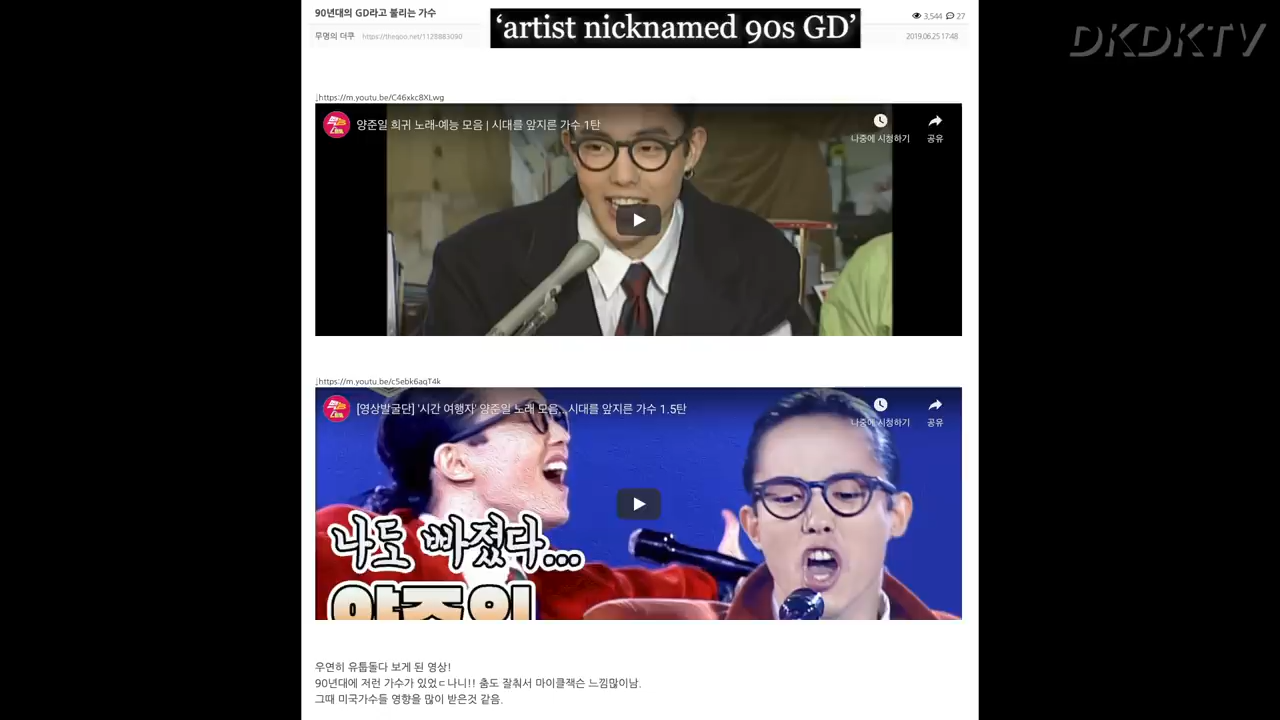 90년대의 GD라고 불리는 가수
3,544 27
'artist nicknamed 90s GD'
무명의 더쿠 https://theqoo.net/1128883090
2019.06.25 17:48
DKDKTV
https://m.youtu.be/C46xkc8XLwg
양준일 희귀 노래-예능 모음 | 시대를 앞지른 가수 1탄
나중에 시청하기
공유
https://m.youtu.be/c5ebk6aqT4k
[영상발굴단] '시간 여행자' 양준일 노래 모음...시대를 앞지른 가수 1.5탄
나중에 시청하기
공유
나도 빠졌다...
양준일
우연히 유튭돌다 보게 된 영상!
90년대에 저런 가수가 있었ㄷ나니!! 춤도 잘춰서 마이클잭슨 느낌많이남.
그때 미국가수들 영향을 많이 받은것 같음.